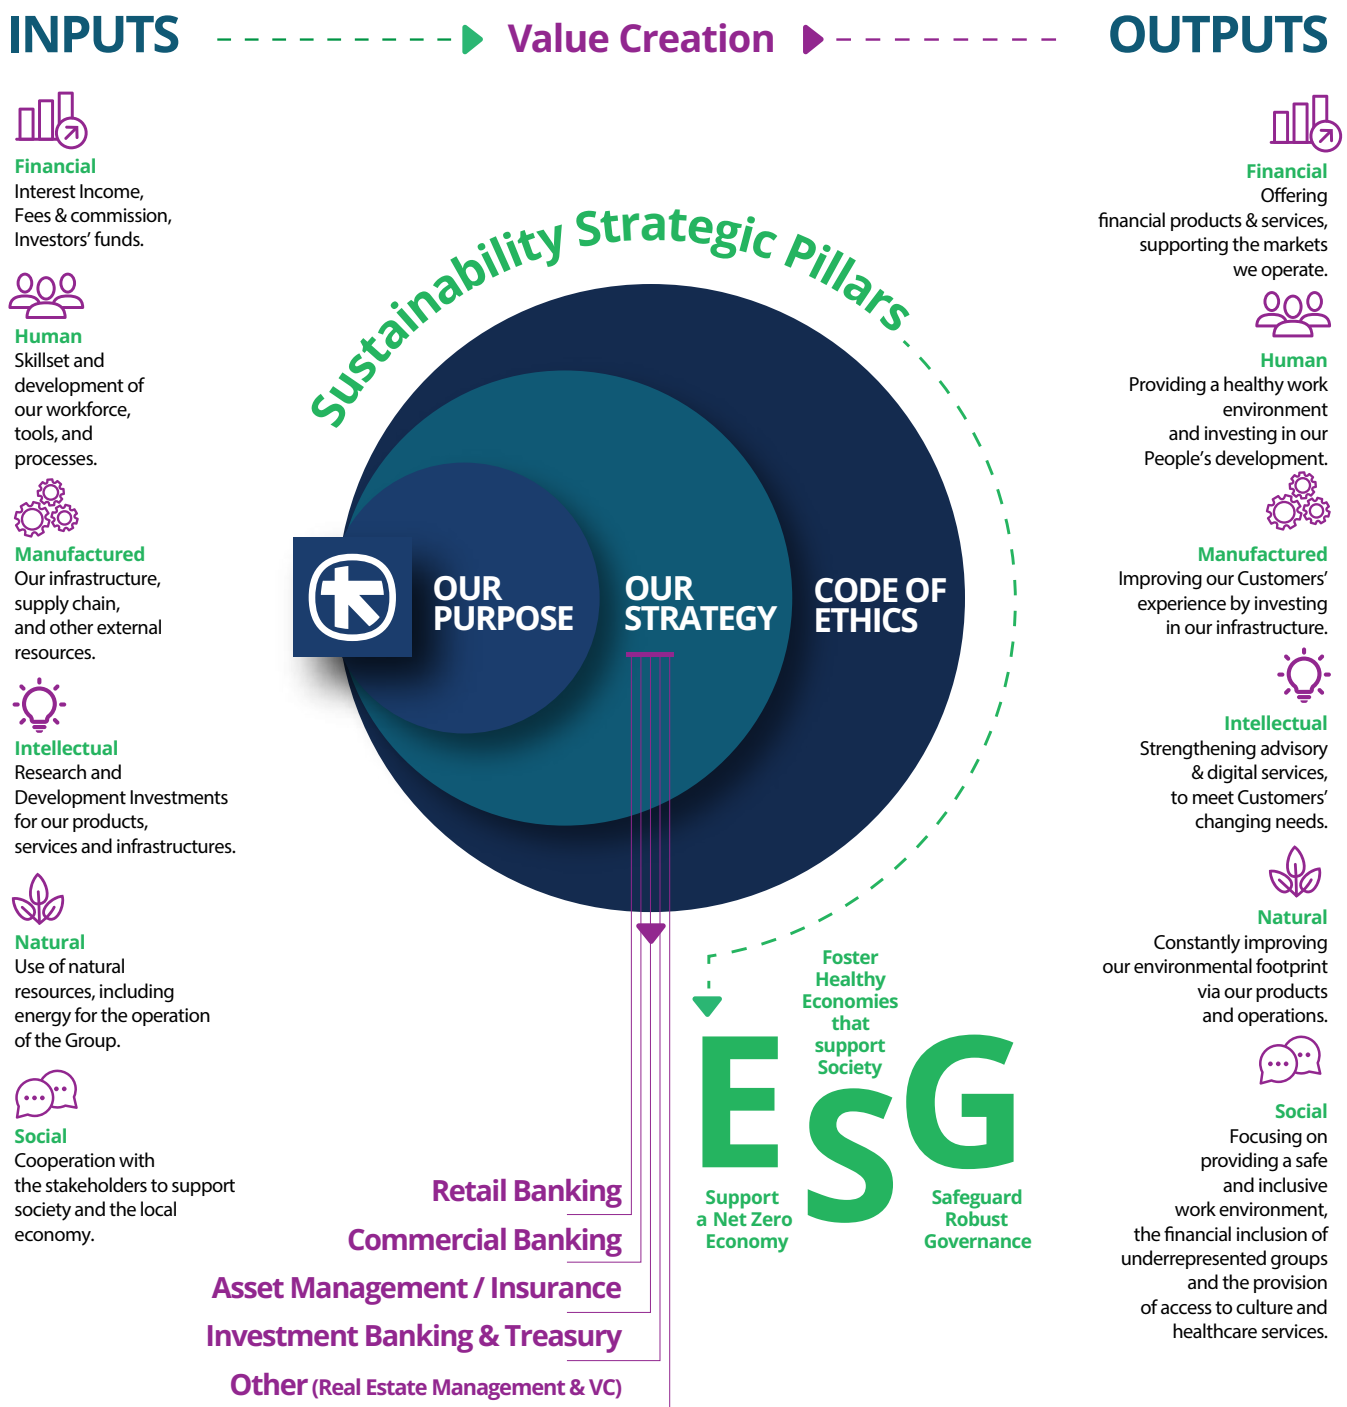 INPUTS
Value Creation
OUTPUTS
Financial
Interest Income,
Fees & commission,
Investors' funds.
Human
Skillset and
development of
our workforce,
tools, and
processes.
Manufactured
Our infrastructure,
supply chain,
and other external
resources.
Intellectual
Research and
Development Investments
for our products,
services and infrastructures.
Natural
Use of natural
resources, including
energy for the operation
of the Group.
Social
Cooperation with
the stakeholders to support
society and the local
economy.
Sustainability Strategic Pillars
OUR
PURPOSE
OUR
STRATEGY
CODE OF
ETHICS
Retail Banking
Commercial Banking
Asset Management / Insurance
Investment Banking & Treasury
Other (Real Estate Management & VC)
Foster
Healthy
Economies
that
support
Society
ESG
Support
a Net Zero
Economy
Safeguard
Robust
Governance
Financial
Offering
financial products & services,
supporting the markets
we operate.
Human
Providing a healthy work
environment
and investing in our
People's development.
Manufactured
Improving our Customers'
experience by investing
in our infrastructure.
Intellectual
Strengthening advisory
& digital services,
to meet Customers'
changing needs.
Natural
Constantly improving
our environmental footprint
via our products
and operations.
Social
Focusing on
providing a safe
and inclusive
work environment,
the financial inclusion of
underrepresented groups
and the provision
of access to culture and
healthcare services.